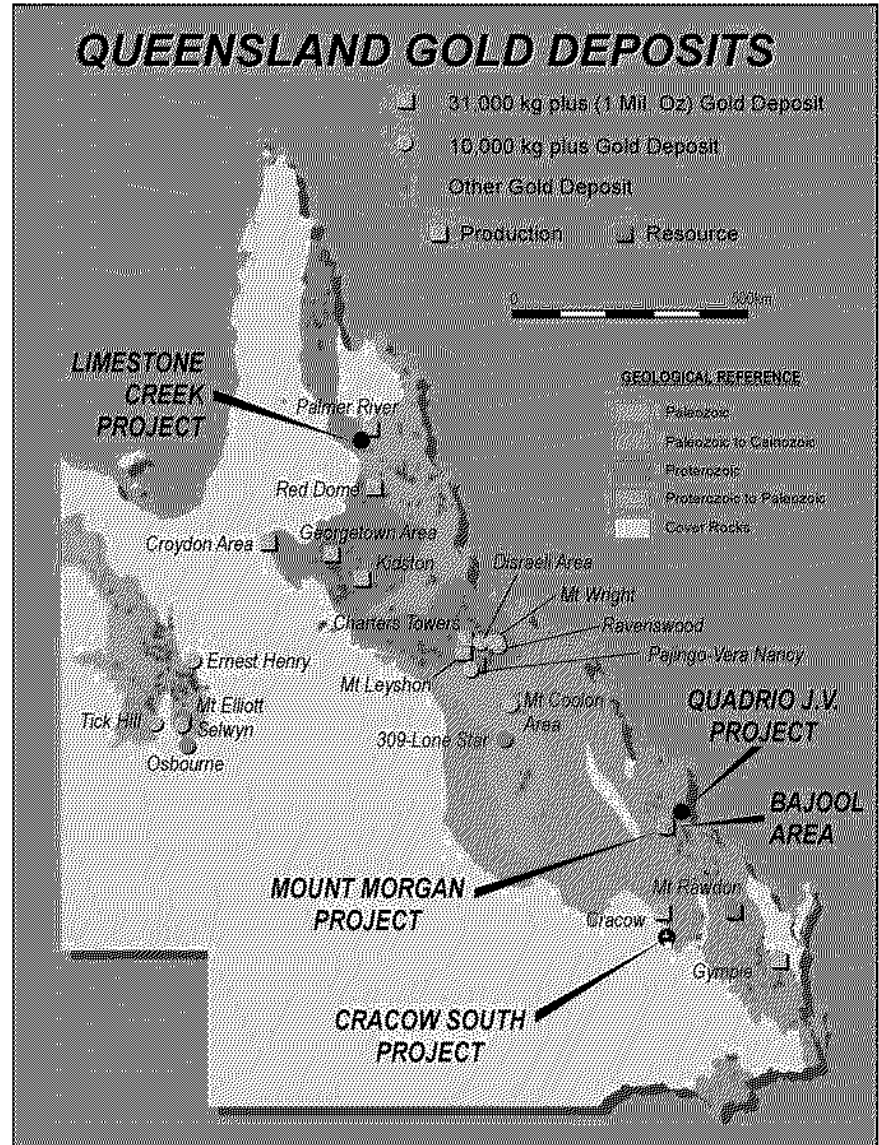 QUEENSLAND GOLD DEPOSITS
31,000 kg plus (1 Mil. Oz) Gold Deposit
10,000 kg plus Gold Deposit
Other Gold Deposit
Production
Resource
0
500km
LIMESTONE
CREEK
PROJECT
GEOLOGICAL REFERENCE
Paleozoic
Paleozoic to Cainozoic
Proterozoic
Proterozoic to Paleozoic
Cover Rocks
Palmer River
Red Dome
Croydon Area
Georgetown Area
Kidston
Disraeli Area
Mt Wright
Charters Towers
Ravenswood
Pajingo-Vera Nancy
Ernest Henry
Mt Leyshon
Mt Elliott
Selwyn
Tick Hill
Osbourne
Mt Coolon
Area
309-Lone Star
QUADRIO J.V.
PROJECT
BAJOOL
AREA
MOUNT MORGAN
PROJECT
Mt Rawdon
Cracow
Gympie
CRACOW SOUTH
PROJECT